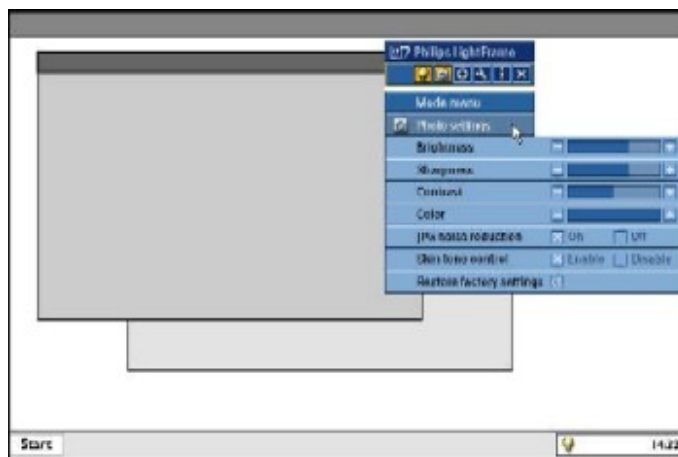 Philips LightFrame
Mode menu
Photo settings
Brightness
Sharpness
Contrast
Color
JPG noise reduction On Off
Skin tone control Enable Disable
Restore factory settings
Start